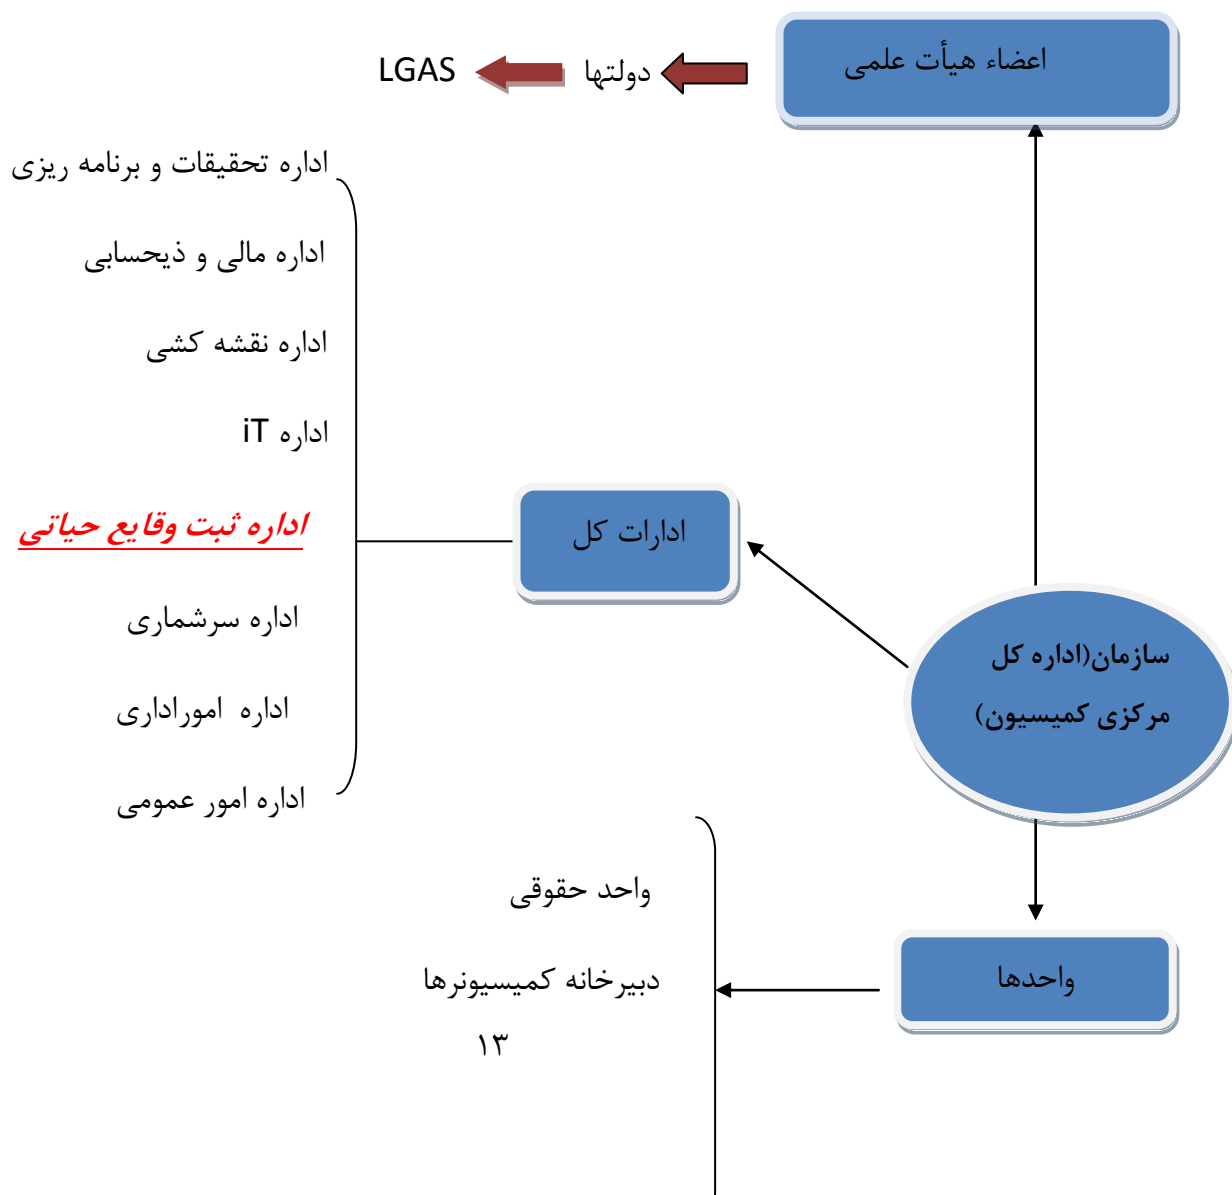 اعضاء هیأت علمی
دولتها
LGAS
اداره تحقیقات و برنامه ریزی
اداره مالی و ذیحسابی
اداره نقشه کشی
اداره iT
اداره ثبت وقایع حیاتی
اداره سرشماری
اداره اموراداری
اداره امور عمومی
ادارات کل
سازمان(اداره کل
مرکزی کمیسیون)
واحد حقوقی
دبیرخانه کمیسیونرها
واحدها
۱۳